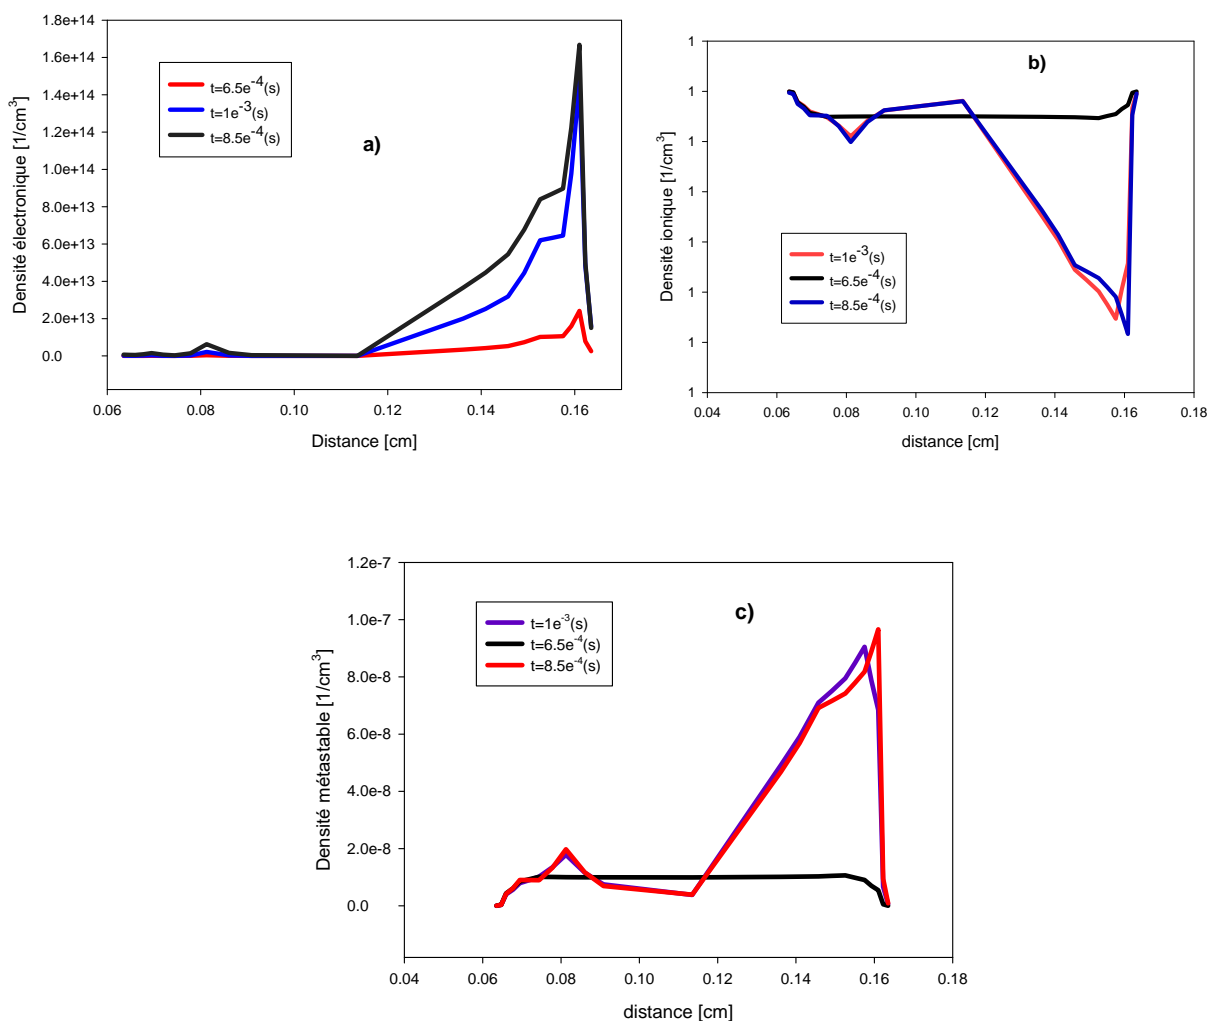 a)
Densité électronique [1/cm³]
1.8e+14
1.6e+14
1.4e+14
1.2e+14
1.0e+14
8.0e+13
6.0e+13
4.0e+13
2.0e+13
0.0
t=6.5e⁻⁴(s)
t=1e⁻³(s)
t=8.5e⁻⁴(s)
0.06 0.08 0.10 0.12 0.14 0.16
Distance [cm]
b)
Densité ionique [1/cm³]
1
1
1
1
1
1
1
1
t=1e⁻³(s)
t=6.5e⁻⁴(s)
t=8.5e⁻⁴(s)
0.04 0.06 0.08 0.10 0.12 0.14 0.16 0.18
distance [cm]
c)
Densité métastable [1/cm³]
1.2e-7
1.0e-7
8.0e-8
6.0e-8
4.0e-8
2.0e-8
0.0
t=1e⁻³(s)
t=6.5e⁻⁴(s)
t=8.5e⁻⁴(s)
0.04 0.06 0.08 0.10 0.12 0.14 0.16 0.18
distance [cm]